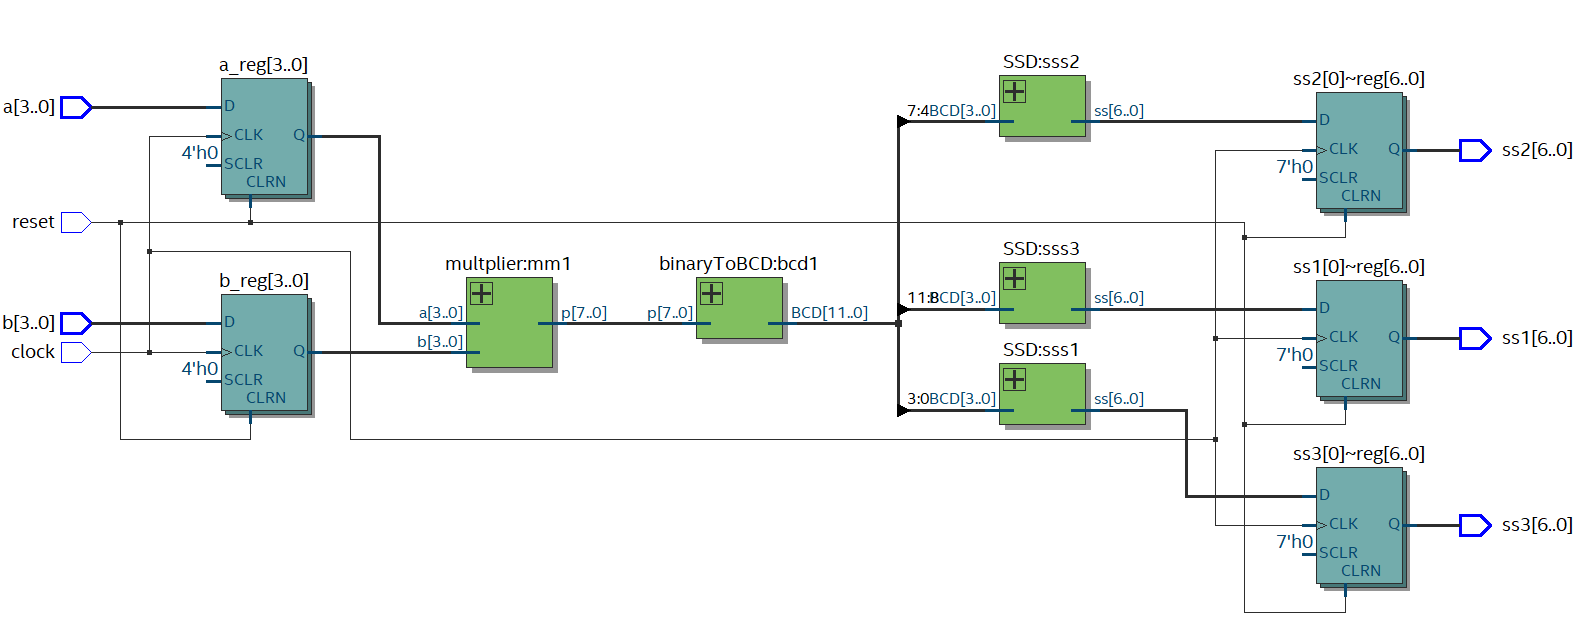 a[3..0]
a_reg[3..0]
D
CLK
Q
4'h0
SCLR
CLRN
reset
b[3..0]
clock
b_reg[3..0]
D
CLK
Q
4'h0
SCLR
CLRN
multplier:mm1
a[3..0]
b[3..0]
p[7..0]
binaryToBCD:bcd1
p[7..0]
BCD[11..0]
SSD:sss2
7:4
BCD[3..0]
ss[6..0]
SSD:sss3
11:8
BCD[3..0]
ss[6..0]
SSD:sss1
3:0
BCD[3..0]
ss[6..0]
ss2[0]~reg[6..0]
D
CLK
Q
7'h0
SCLR
CLRN
ss2[6..0]
ss1[0]~reg[6..0]
D
CLK
Q
7'h0
SCLR
CLRN
ss1[6..0]
ss3[0]~reg[6..0]
D
CLK
Q
7'h0
SCLR
CLRN
ss3[6..0]